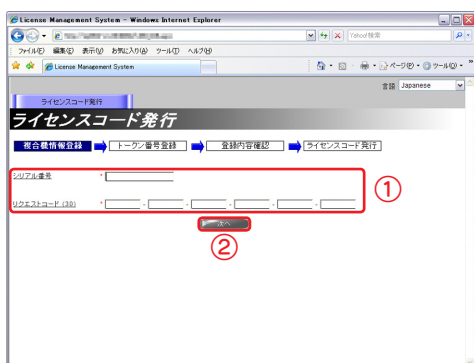 License Management System - Windows Internet Explorer
Yahoo!検索
ファイル(F) 編集(E) 表示(V) お気に入り(A) ツール(T) ヘルプ(H)
License Management System
ページ(P) ツール(O)
言語 Japanese
ライセンスコード発行
ライセンスコード発行
複合機情報登録 トークン番号登録 登録内容確認 ライセンスコード発行
シリアル番号 *
①
リクエストコード (30) * - - - - -
次へ
②